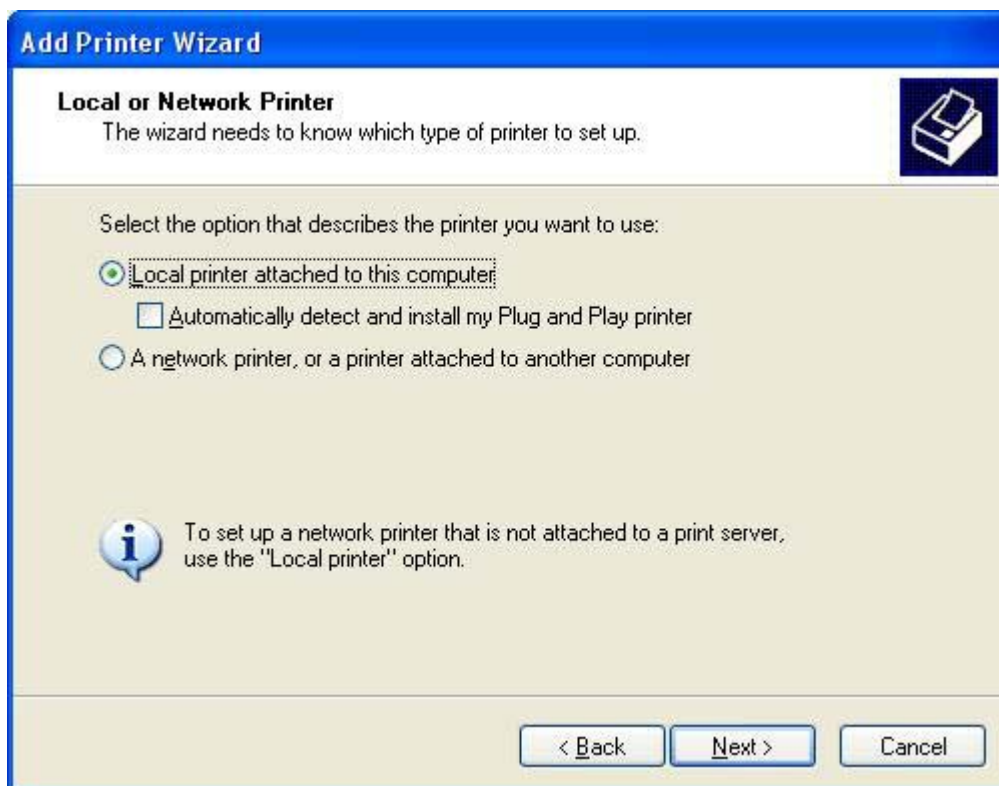 Add Printer Wizard
Local or Network Printer
The wizard needs to know which type of printer to set up.
Select the option that describes the printer you want to use:
Local printer attached to this computer
Automatically detect and install my Plug and Play printer
A network printer, or a printer attached to another computer
To set up a network printer that is not attached to a print server,
use the "Local printer" option.
< Back Next > Cancel